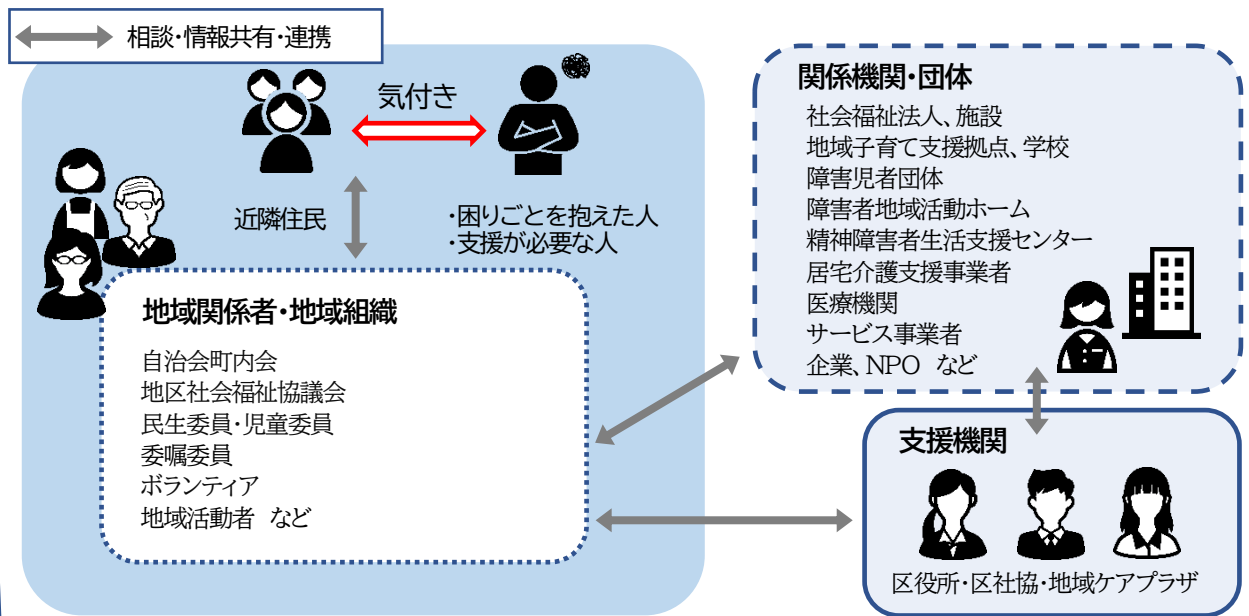 相談・情報共有・連携
気付き
近隣住民
・困りごとを抱えた人
・支援が必要な人
地域関係者・地域組織
自治会町内会
地区社会福祉協議会
民生委員・児童委員
委嘱委員
ボランティア
地域活動者 など
関係機関・団体
社会福祉法人、施設
地域子育て支援拠点、学校
障害児者団体
障害者地域活動ホーム
精神障害者生活支援センター
居宅介護支援事業者
医療機関
サービス事業者
企業、NPO など
支援機関
区役所・区社協・地域ケアプラザ